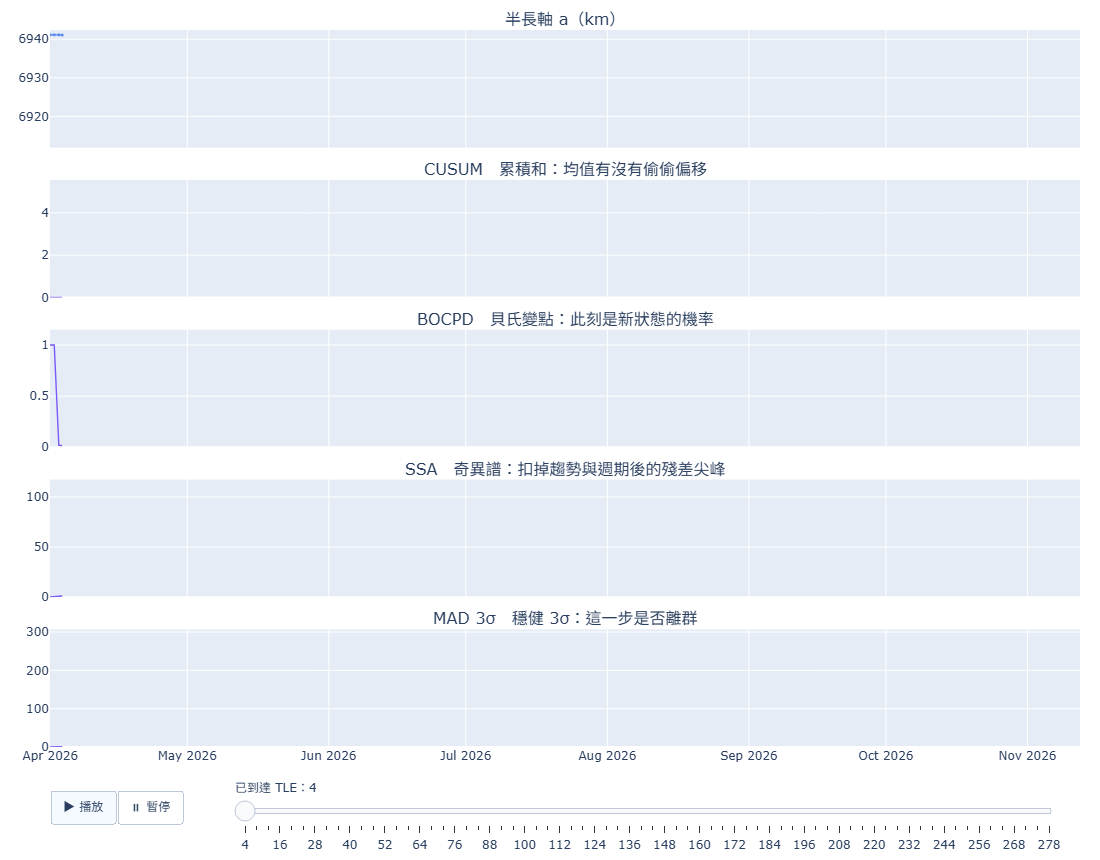 半長軸 a（km）
6940
6930
6920
CUSUM　累積和：均值有沒有偷偷偏移
4
2
0
BOCPD　貝氏變點：此刻是新狀態的機率
1
0.5
0
SSA　奇異譜：扣掉趨勢與週期後的殘差尖峰
100
50
0
MAD 3σ　穩健 3σ：這一步是否離群
300
200
100
0
Apr 2026 May 2026 Jun 2026 Jul 2026 Aug 2026 Sep 2026 Oct 2026 Nov 2026
已到達 TLE：4
▶ 播放 ⏸ 暫停
4 16 28 40 52 64 76 88 100 112 124 136 148 160 172 184 196 208 220 232 244 256 268 278